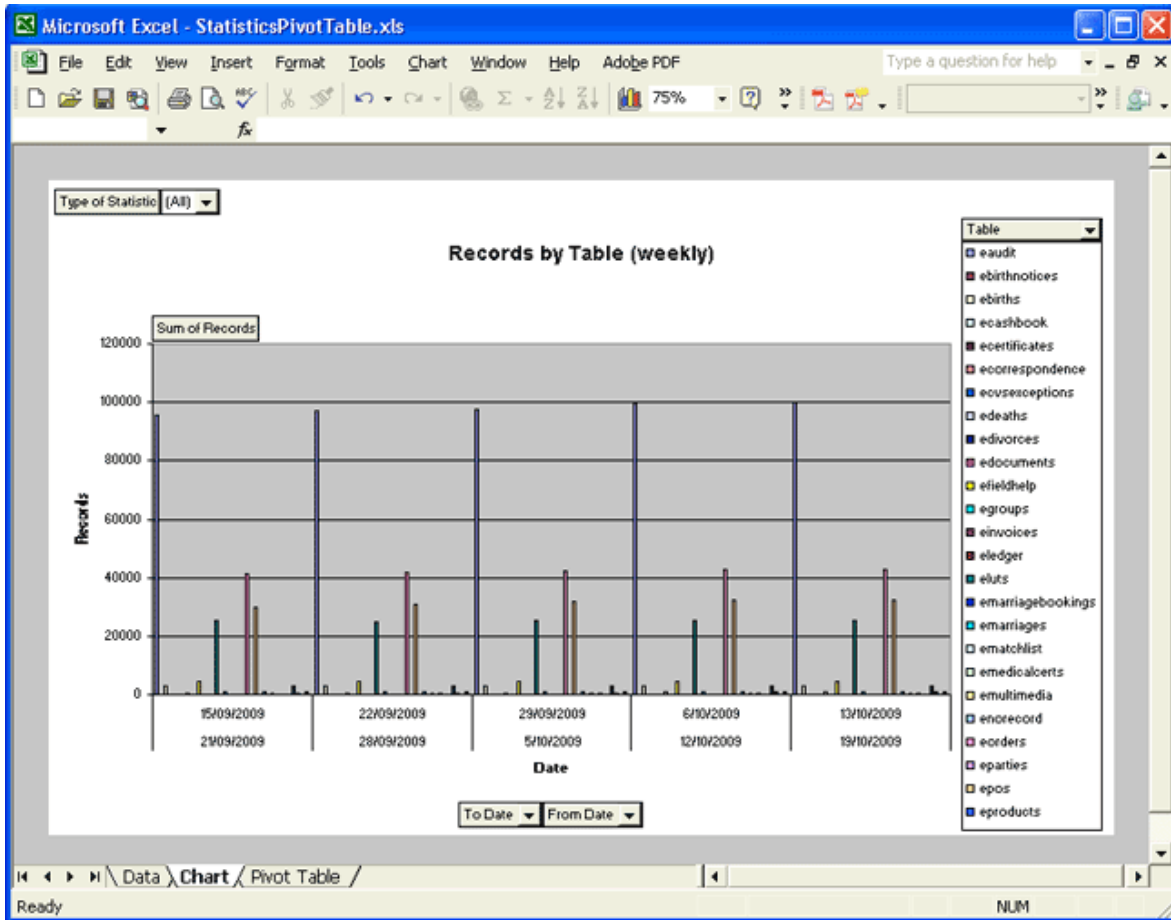 Microsoft Excel - StatisticsPivotTable.xls
File Edit View Insert Format Tools Chart Window Help Adobe PDF Type a question for help
75%
fx
Type of Statistic (All)
Records by Table (weekly)
Sum of Records
120000
100000
80000
60000
40000
20000
0
Records
15/09/2009 22/09/2009 29/09/2009 6/10/2009 13/10/2009
21/09/2009 28/09/2009 5/10/2009 12/10/2009 19/10/2009
Date
To Date From Date
Table
eaudit
ebirthnotices
ebirths
ecashbook
ecertificates
ecorrespondence
ecvsexceptions
edeaths
edivorces
edocuments
efieldhelp
egroups
einvoices
eledger
eluts
emarriagebookings
emarriages
ematchlist
emedicalcerts
emultimedia
enorecord
eorders
eparties
epos
eproducts
Data Chart Pivot Table
Ready NUM